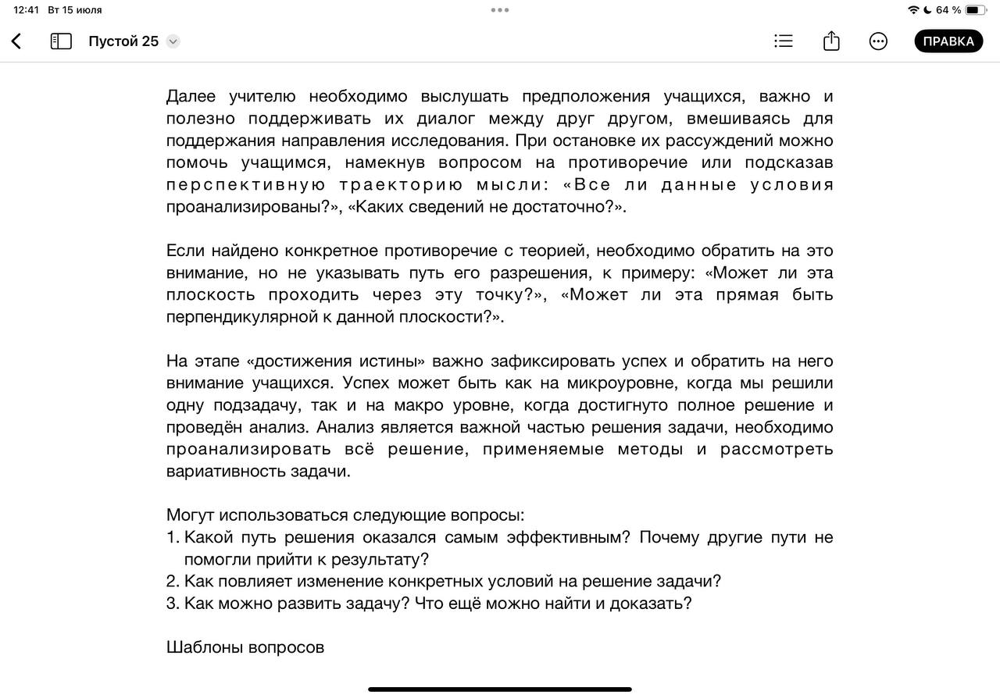 12:41 Вт 15 июля
64 %
Пустой 25
ПРАВКА
Далее учителю необходимо выслушать предположения учащихся, важно и
полезно поддерживать их диалог между друг другом, вмешиваясь для
поддержания направления исследования. При остановке их рассуждений можно
помочь учащимся, намекнув вопросом на противоречие или подсказав
перспективную траекторию мысли: «Все ли данные условия
проанализированы?», «Каких сведений не достаточно?».
Если найдено конкретное противоречие с теорией, необходимо обратить на это
внимание, но не указывать путь его разрешения, к примеру: «Может ли эта
плоскость проходить через эту точку?», «Может ли эта прямая быть
перпендикулярной к данной плоскости?».
На этапе «достижения истины» важно зафиксировать успех и обратить на него
внимание учащихся. Успех может быть как на микроуровне, когда мы решили
одну подзадачу, так и на макро уровне, когда достигнуто полное решение и
проведён анализ. Анализ является важной частью решения задачи, необходимо
проанализировать всё решение, применяемые методы и рассмотреть
вариативность задачи.
Могут использоваться следующие вопросы:
1. Какой путь решения оказался самым эффективным? Почему другие пути не
помогли прийти к результату?
2. Как повлияет изменение конкретных условий на решение задачи?
3. Как можно развить задачу? Что ещё можно найти и доказать?
Шаблоны вопросов